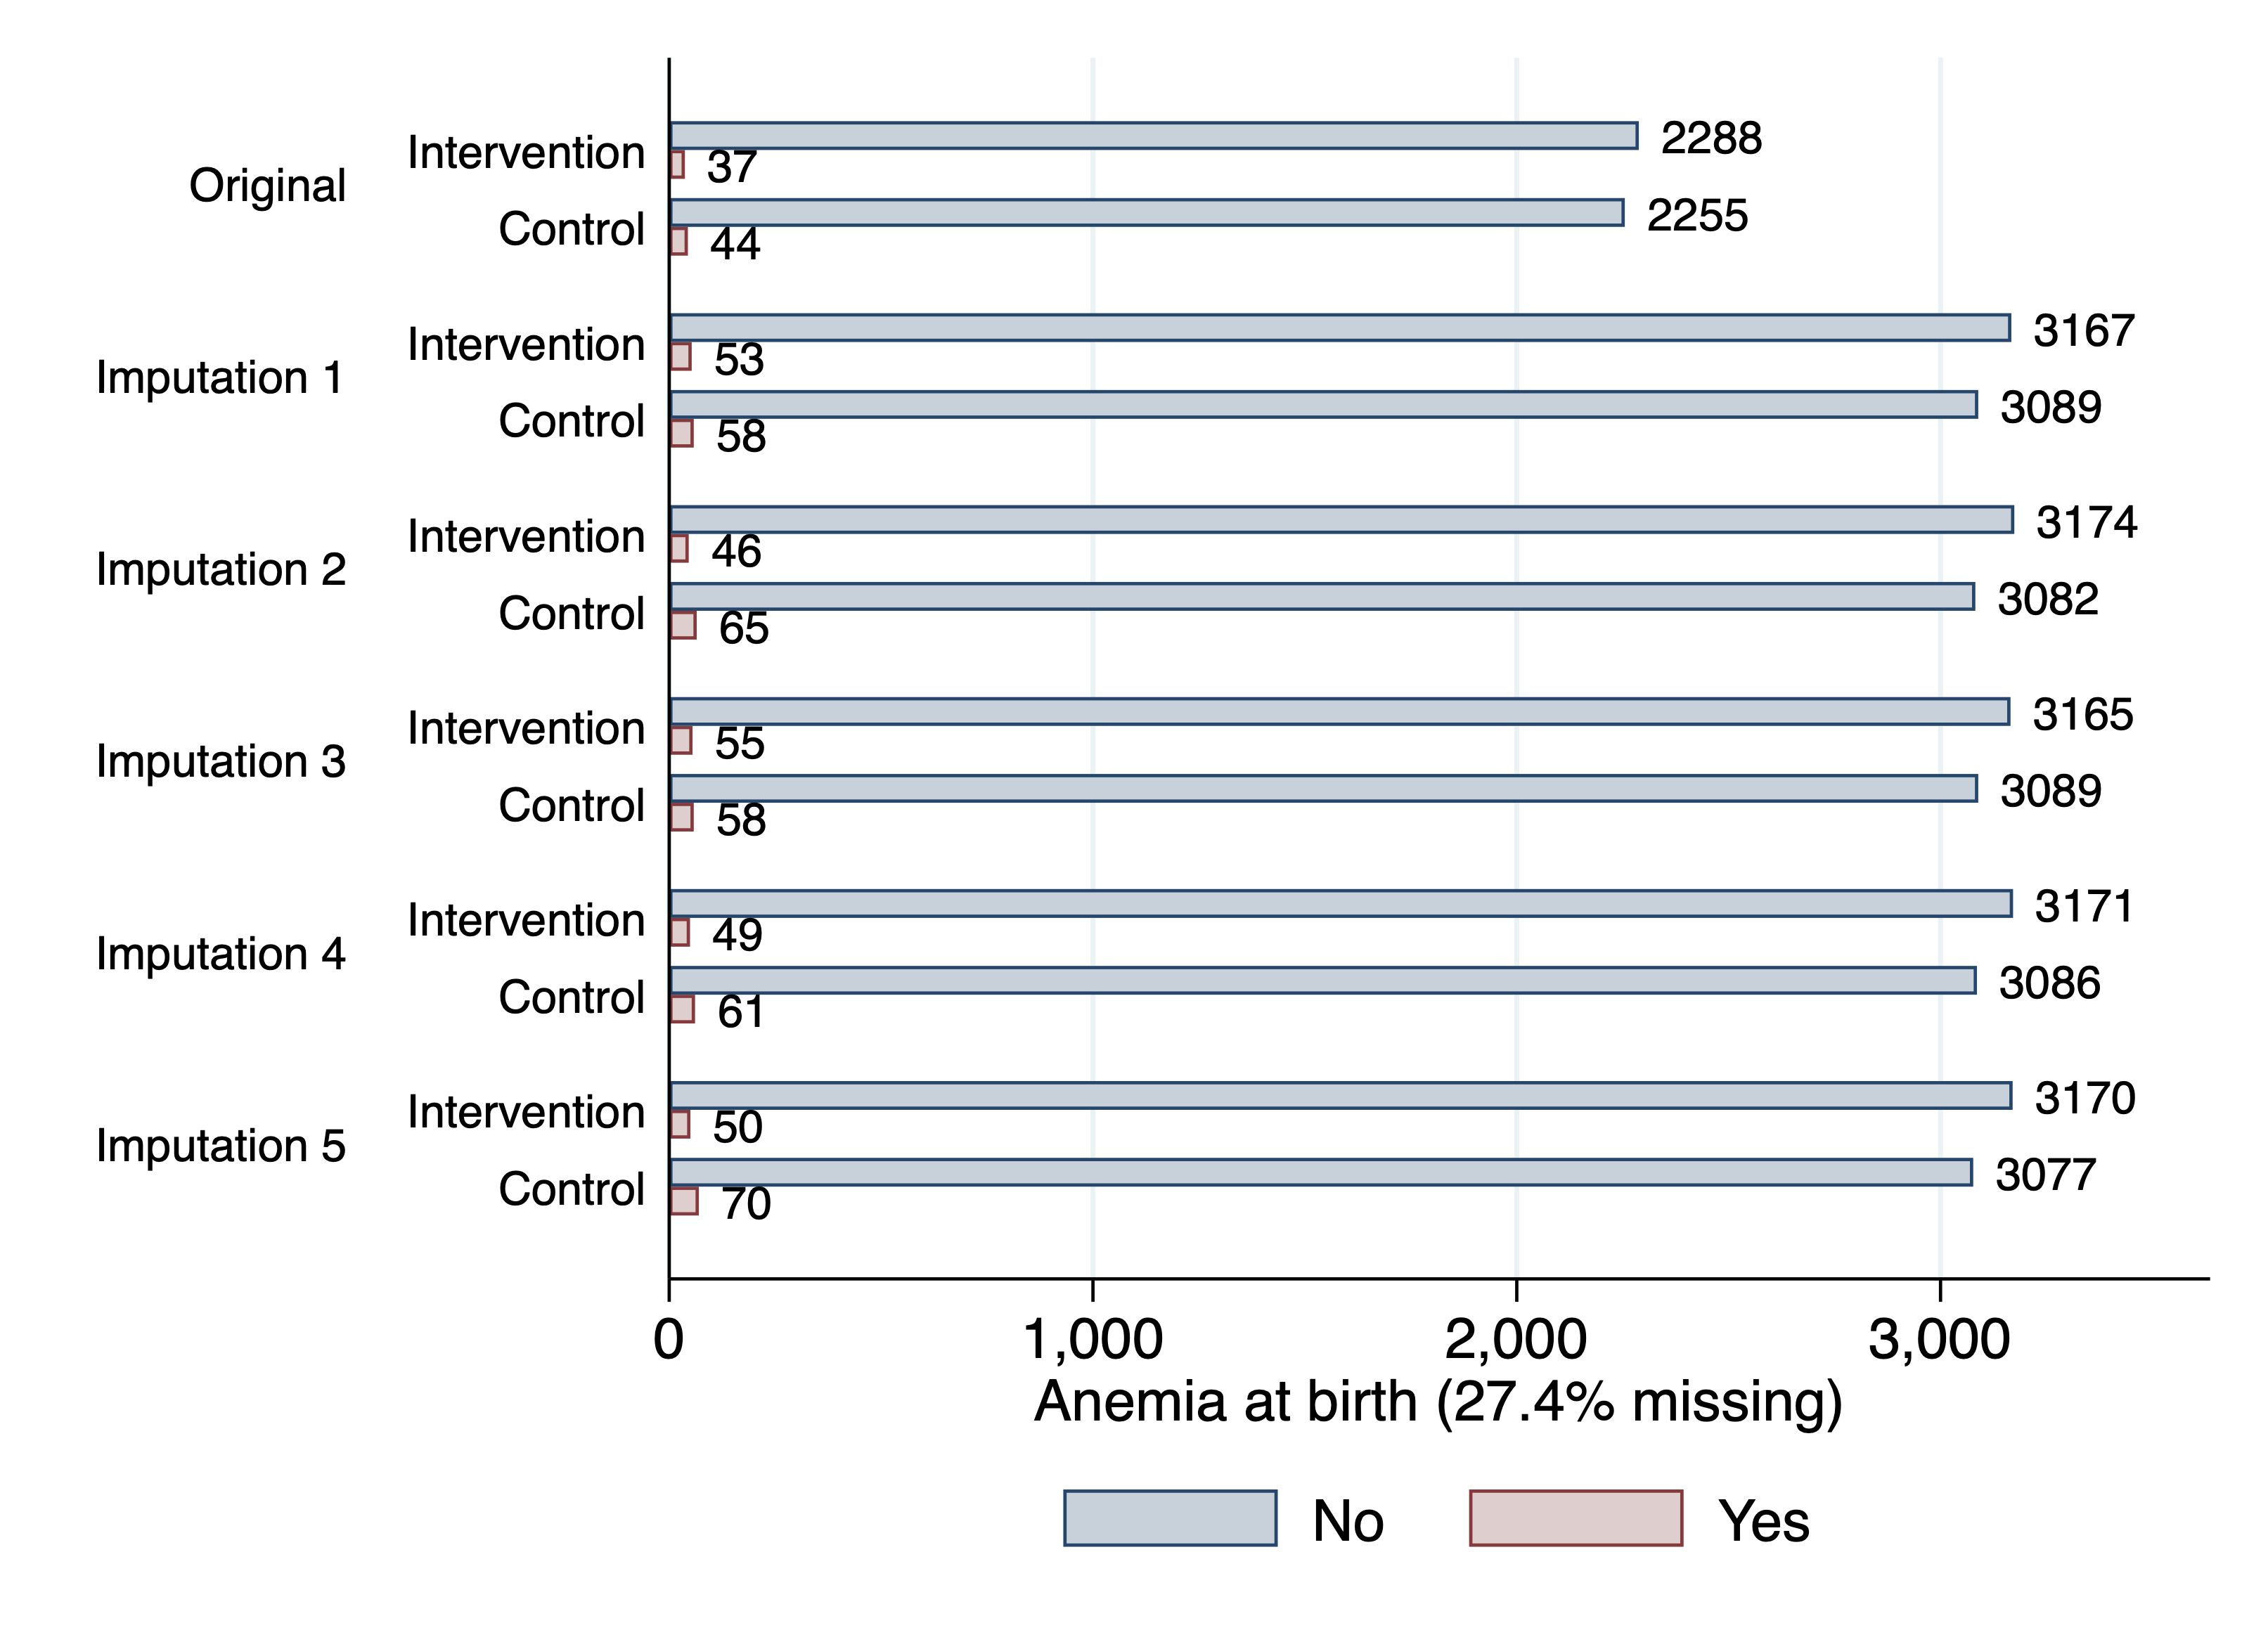 Original
Intervention
2288
37
Control
2255
44
Imputation 1
Intervention
3167
53
Control
3089
58
Imputation 2
Intervention
3174
46
Control
3082
65
Imputation 3
Intervention
3165
55
Control
3089
58
Imputation 4
Intervention
3171
49
Control
3086
61
Imputation 5
Intervention
3170
50
Control
3077
70
0 1,000 2,000 3,000
Anemia at birth (27.4% missing)
No Yes